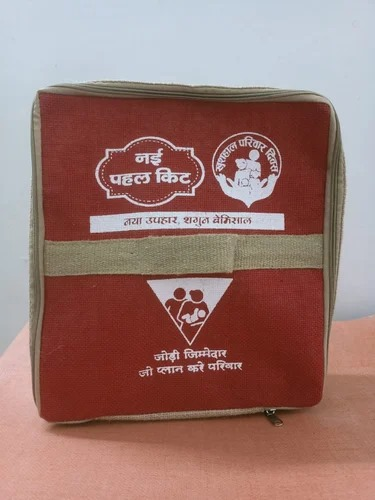 नई
पहल किट
खुशहाल परिवार दिवस
नया उपहार, शगुन बेमिसाल
जोड़ी जिम्मेदार
जो प्लान करे परिवार